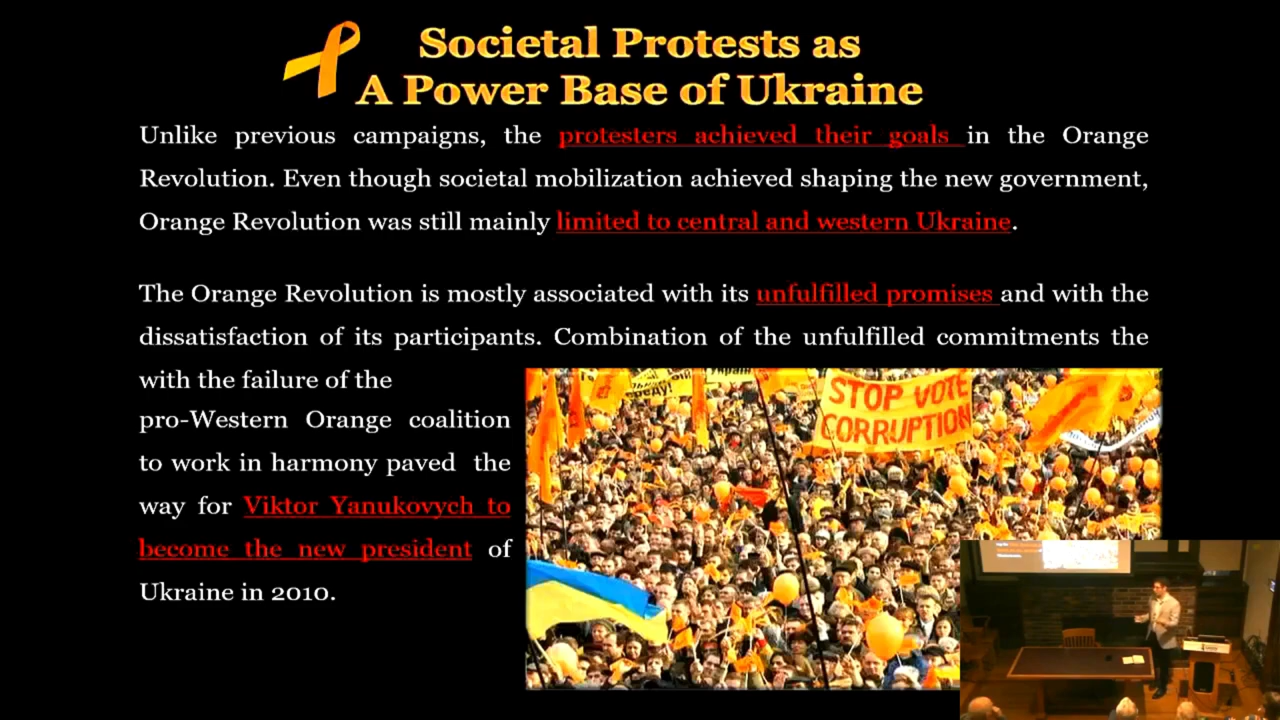 Societal Protests as
A Power Base of Ukraine
Unlike previous campaigns, the protesters achieved their goals in the Orange
Revolution. Even though societal mobilization achieved shaping the new government,
Orange Revolution was still mainly limited to central and western Ukraine.
The Orange Revolution is mostly associated with its unfulfilled promises and with the
dissatisfaction of its participants. Combination of the unfulfilled commitments the
with the failure of the
pro-Western Orange coalition
to work in harmony paved the
way for Viktor Yanukovych to
become the new president of
Ukraine in 2010.
STOP VOTE
CORRUPTION